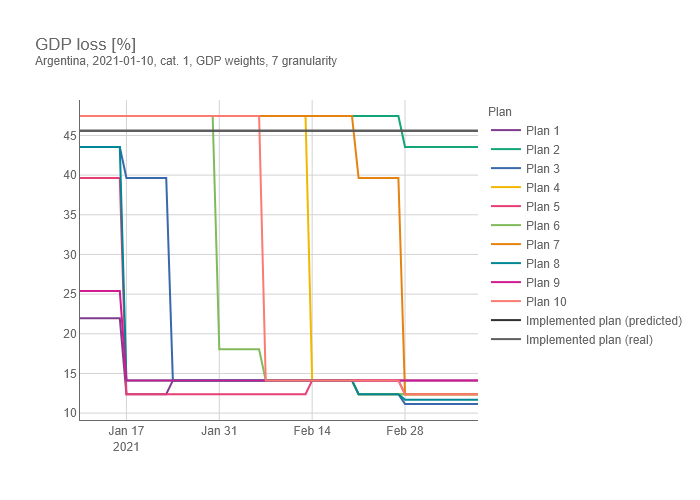 GDP loss [%]
Argentina, 2021-01-10, cat. 1, GDP weights, 7 granularity
Plan
Plan 1
Plan 2
Plan 3
Plan 4
Plan 5
Plan 6
Plan 7
Plan 8
Plan 9
Plan 10
Implemented plan (predicted)
Implemented plan (real)
45
40
35
30
25
20
15
10
Jan 17 Jan 31 Feb 14 Feb 28
2021